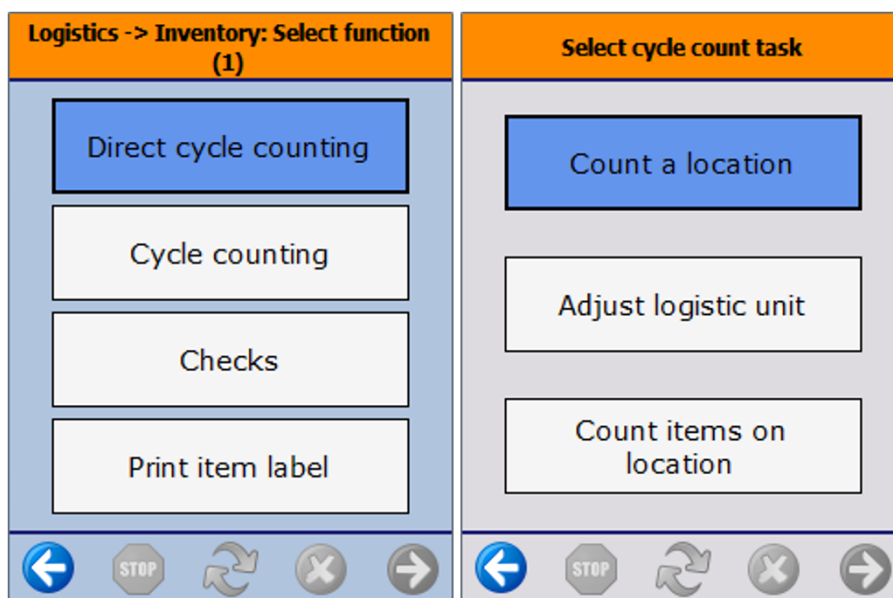 Logistics -> Inventory: Select function
(1)
Direct cycle counting
Cycle counting
Checks
Print item label
STOP
Select cycle count task
Count a location
Adjust logistic unit
Count items on
location
STOP